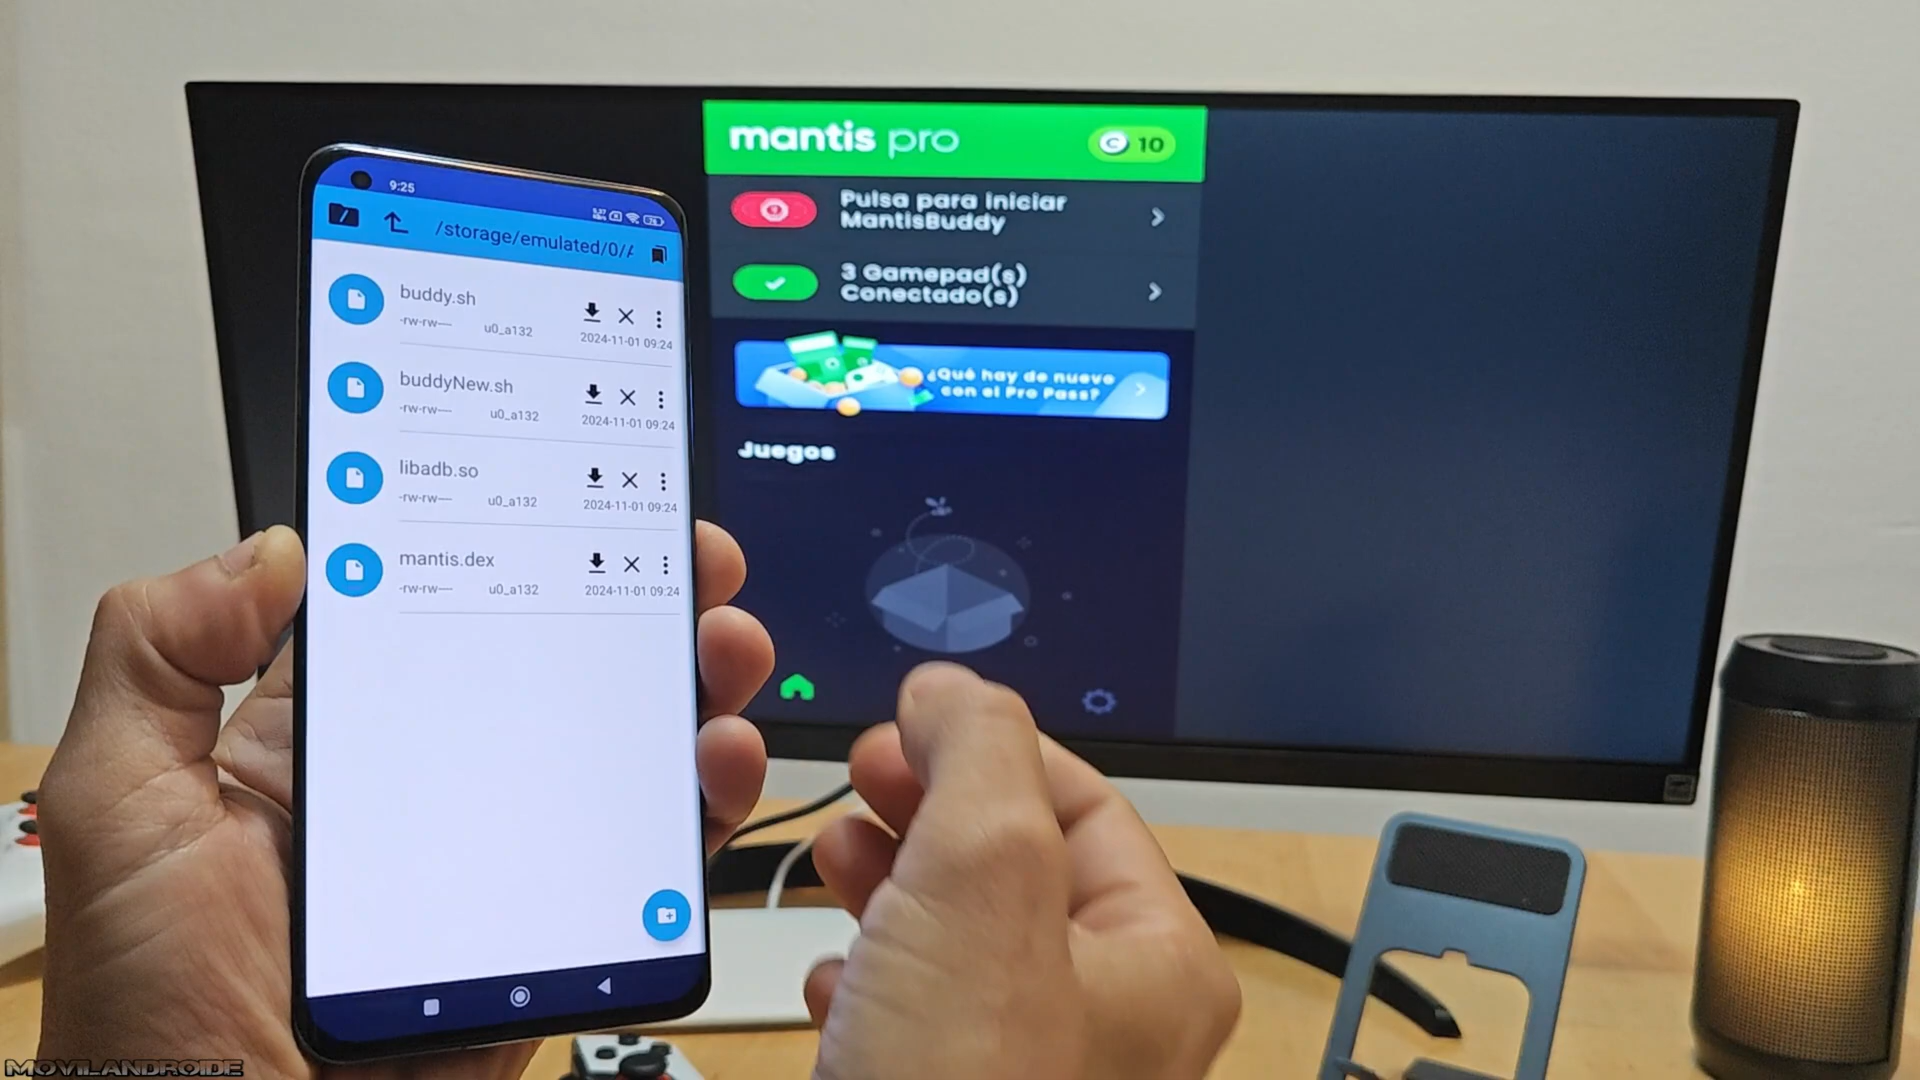 9:25
/storage/emulated/0/
buddy.sh
-rw-rw----
u0_a132
2024-11-01 09:24
buddyNew.sh
-rw-rw----
u0_a132
2024-11-01 09:24
libadb.so
-rw-rw----
u0_a132
2024-11-01 09:24
mantis.dex
-rw-rw----
u0_a132
2024-11-01 09:24
mantis pro
C 10
Pulsa para iniciar
MantisBuddy
3 Gamepad(s)
Conectado(s)
¿Qué hay de nuevo
con el Pro Pass?
Juegos
MOVILANDROIDE